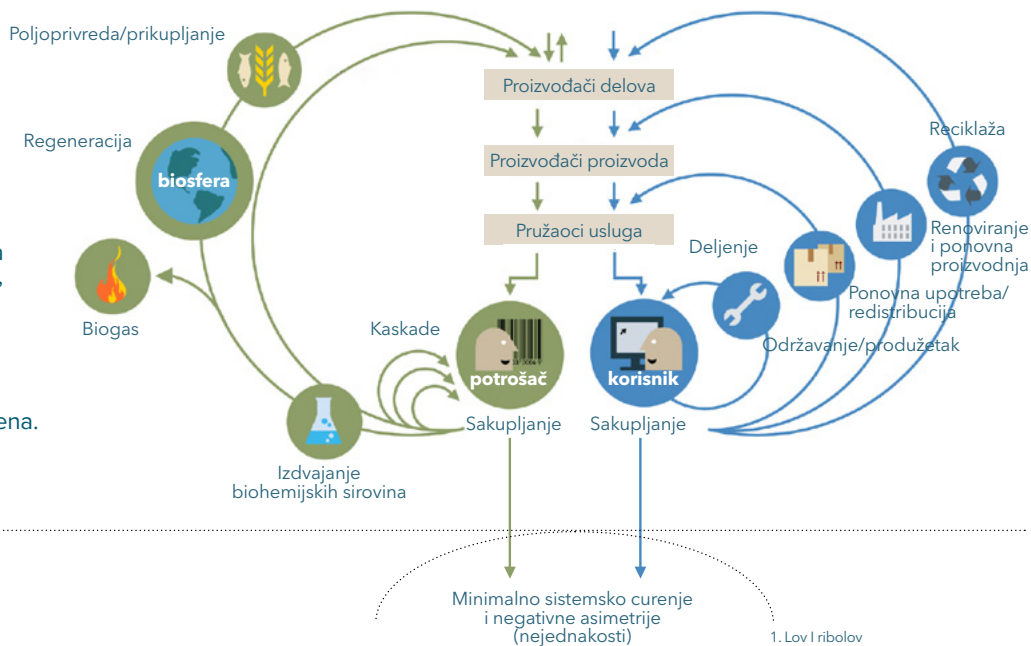 Poljoprivreda/prikupljanje
Proizvođači delova
Regeneracija
Reciklaža
Proizvođači proizvoda
biosfera
Pružaoci usluga
Renoviranje
i ponovna
proizvodnja
Deljenje
Ponovna upotreba/
redistribucija
Biogas
Kaskade
Održavanje/produžetak
potrošač
korisnik
Sakupljanje
Sakupljanje
ena.
Izdvajanje
biohemijskih sirovina
Minimalno sistemsko curenje
i negativne asimetrije
(nejednakosti)
1. Lov I ribolov